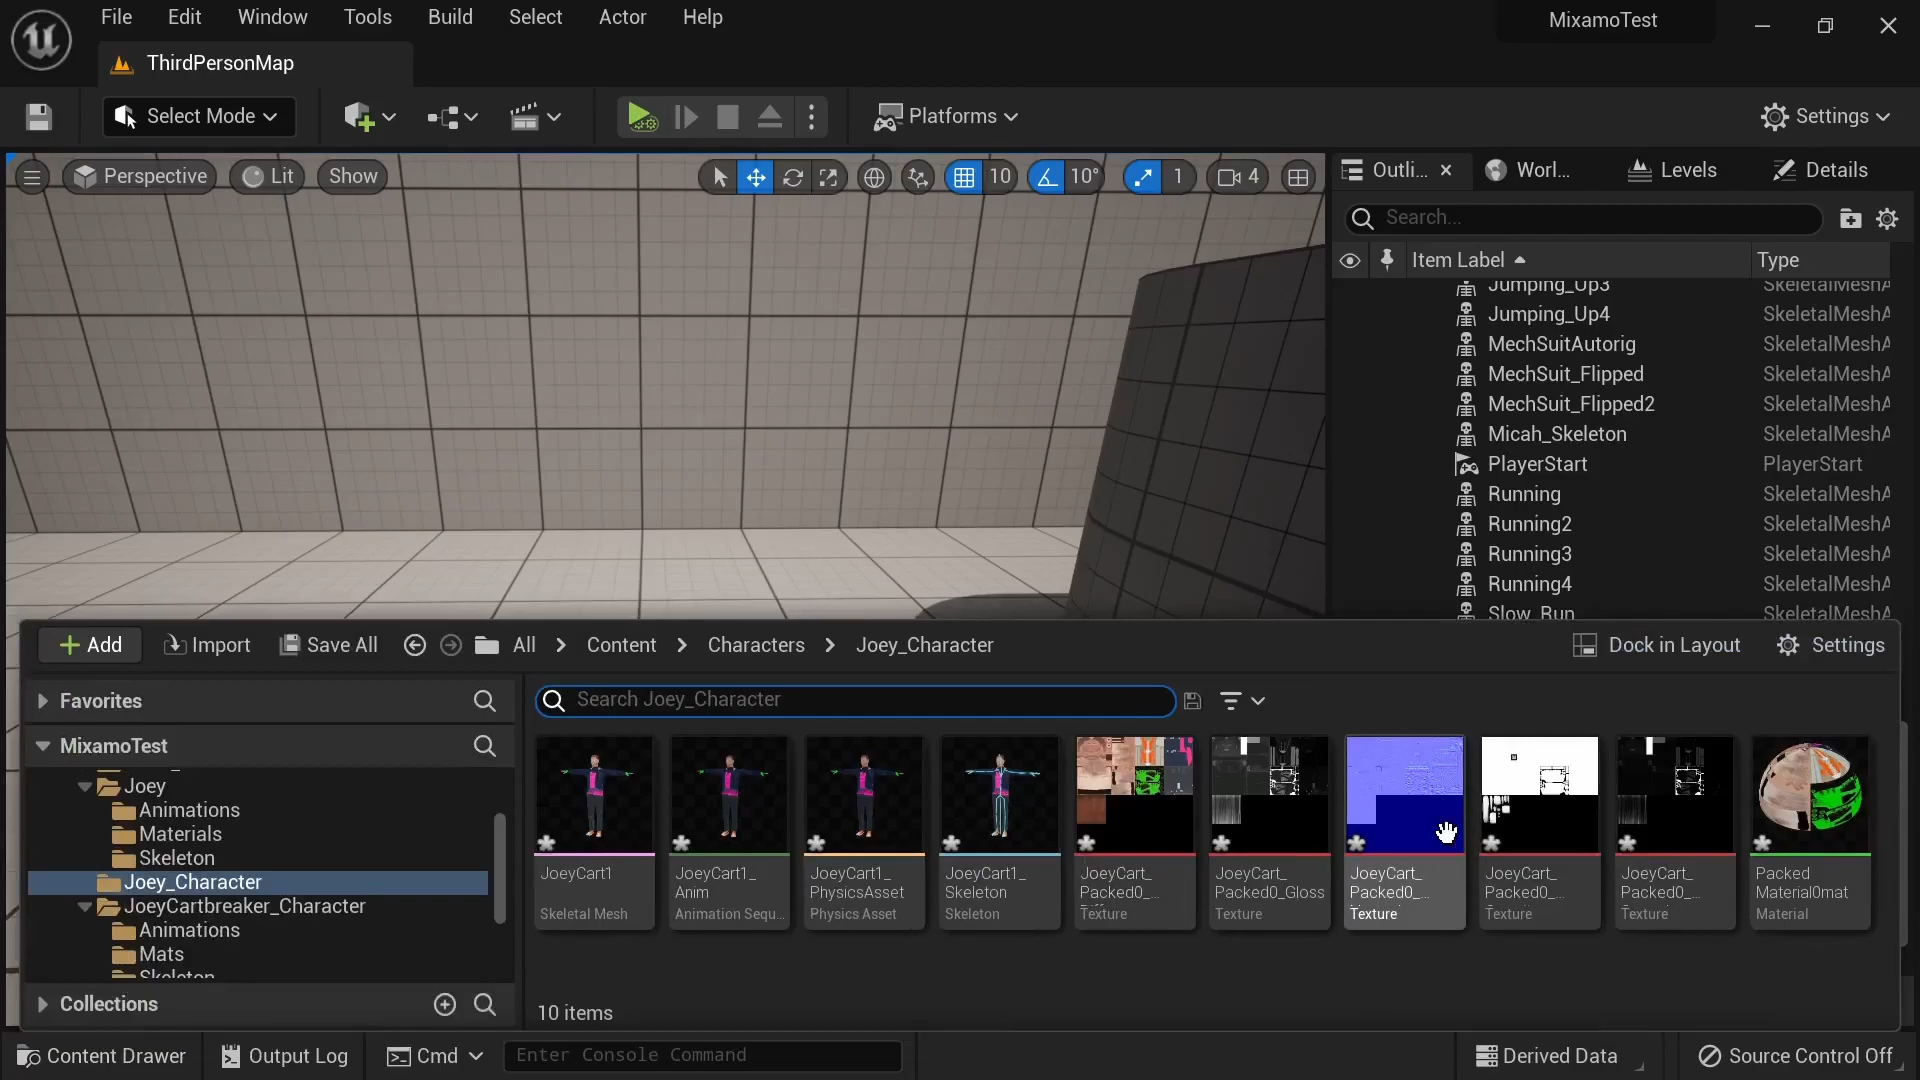 File Edit Window Tools Build Select Actor Help
MixamoTest
ThirdPersonMap
Select Mode
Platforms
Settings
Perspective
Lit
Show
10
10°
1
4
Outli...
Worl...
Levels
Details
Search...
Item Label
Type
Jumping_Up3 SkeletalMeshA
Jumping_Up4 SkeletalMeshA
MechSuitAutorig SkeletalMeshA
MechSuit_Flipped SkeletalMeshA
MechSuit_Flipped2 SkeletalMeshA
Micah_Skeleton SkeletalMeshA
PlayerStart PlayerStart
Running SkeletalMeshA
Running2 SkeletalMeshA
Running3 SkeletalMeshA
Running4 SkeletalMeshA
Slow_Run SkeletalMeshA
Add
Import
Save All
All > Content > Characters > Joey_Character
Dock in Layout
Settings
Favorites
MixamoTest
Joey
Animations
Materials
Skeleton
Joey_Character
JoeyCartbreaker_Character
Animations
Mats
Skeleton
Collections
Search Joey_Character
JoeyCart1
Skeletal Mesh
JoeyCart1_
Anim
Animation Sequ...
JoeyCart1_
PhysicsAsset
Physics Asset
JoeyCart1_
Skeleton
Skeleton
JoeyCart_
Packed0_...
Texture
JoeyCart_
Packed0_Gloss
Texture
JoeyCart_
Packed0_...
Texture
JoeyCart_
Packed0_...
Texture
JoeyCart_
Packed0_...
Texture
Packed
Material0mat
Material
10 items
Content Drawer
Output Log
Cmd
Enter Console Command
Derived Data
Source Control Off